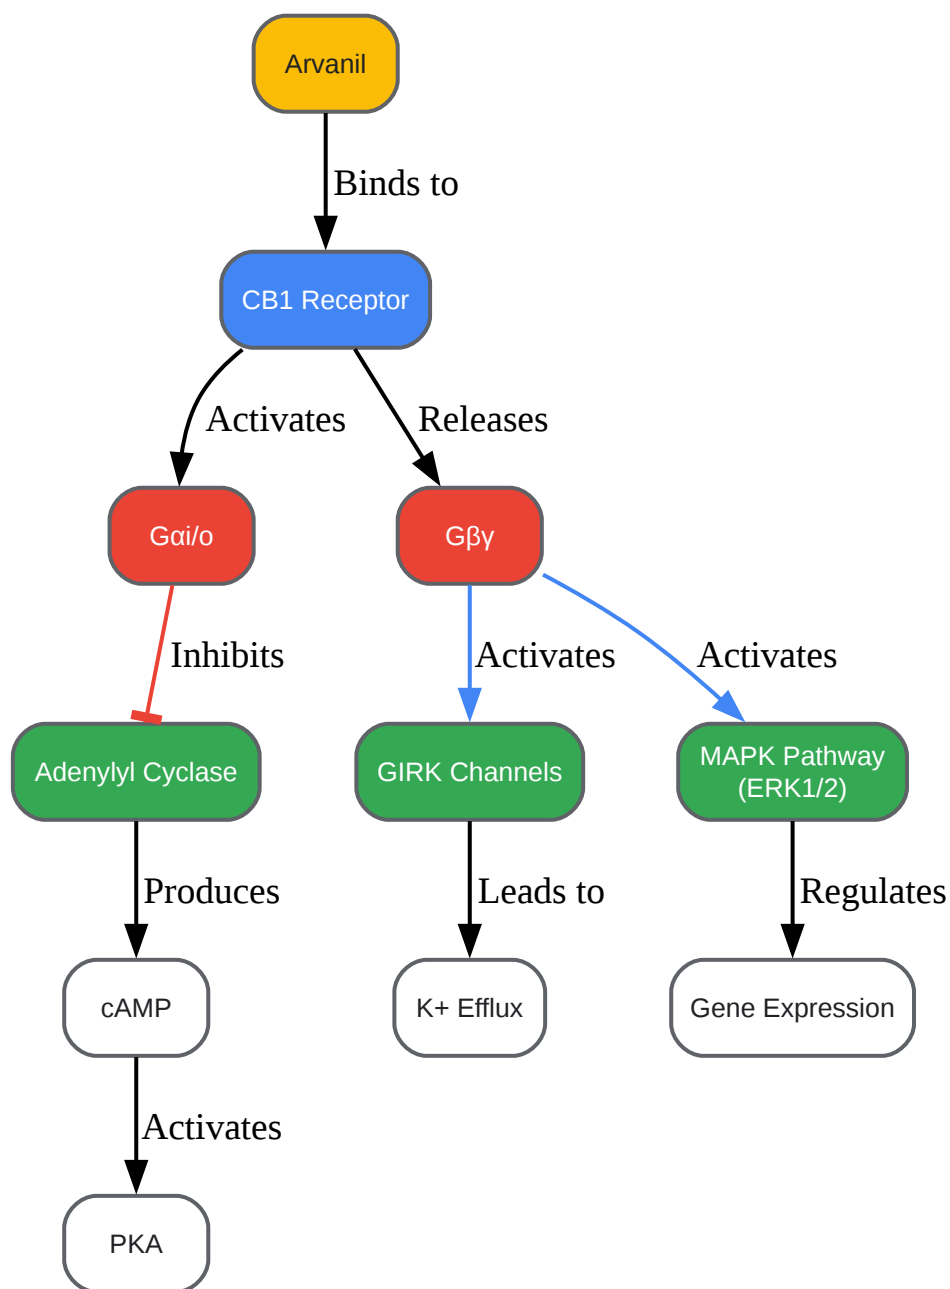 Arvanil
Binds to
CB1 Receptor
Activates
Releases
Gαi/o
Gβγ
Inhibits
Activates
Activates
Adenylyl Cyclase
GIRK Channels
MAPK Pathway
(ERK1/2)
Produces
Leads to
Regulates
cAMP
K+ Efflux
Gene Expression
Activates
PKA